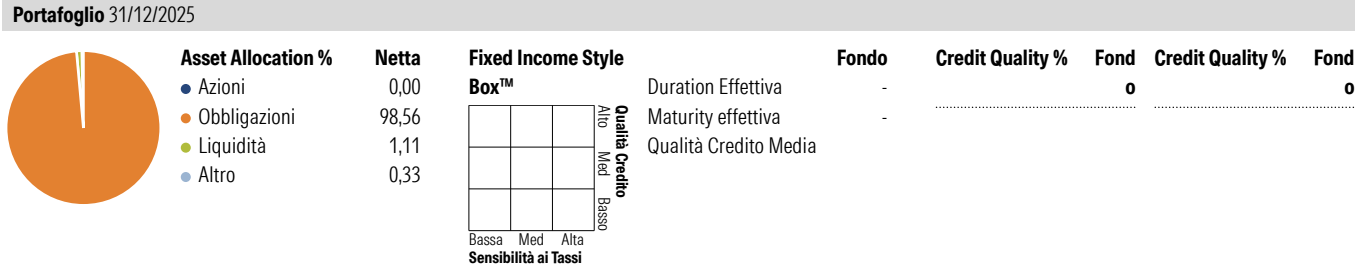 Portafoglio 31/12/2025
Asset Allocation % Netta
Azioni 0,00
Obbligazioni 98,56
Liquidità 1,11
Altro 0,33
Fixed Income Style
Box™
Alto Med Basso
Qualità Credito
Bassa Med Alta
Sensibilità ai Tassi
Fondo
Duration Effettiva -
Maturity effettiva -
Qualità Credito Media
Credit Quality % Fond Credit Quality % Fond
o o